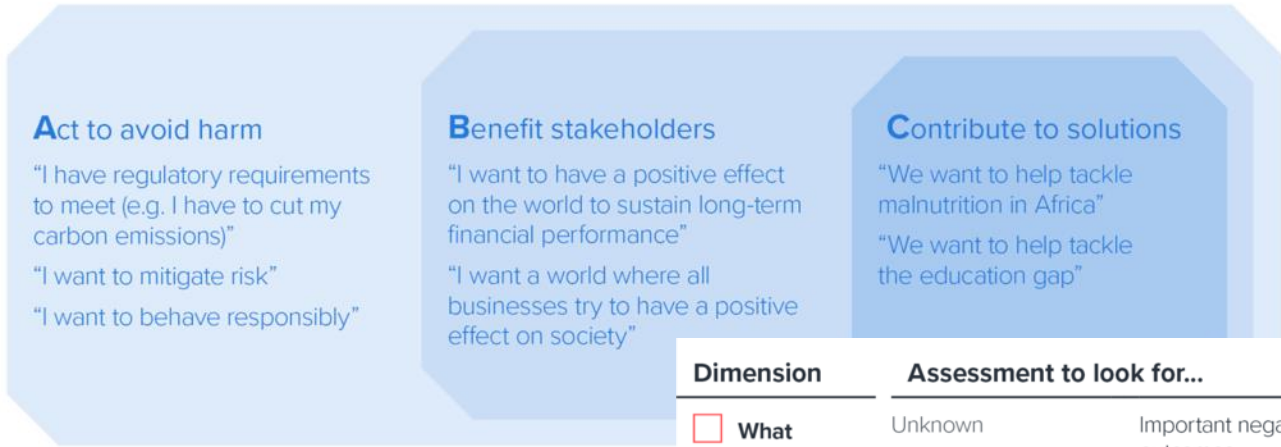 Act to avoid harm
“I have regulatory requirements
to meet (e.g. I have to cut my
carbon emissions)”
“I want to mitigate risk”
“I want to behave responsibly”
Benefit stakeholders
“I want to have a positive effect
on the world to sustain long-term
financial performance”
“I want a world where all
businesses try to have a positive
effect on society”
Contribute to solutions
“We want to help tackle
malnutrition in Africa”
“We want to help tackle
the education gap”
Dimension Assessment to look for...
What Unknown Important